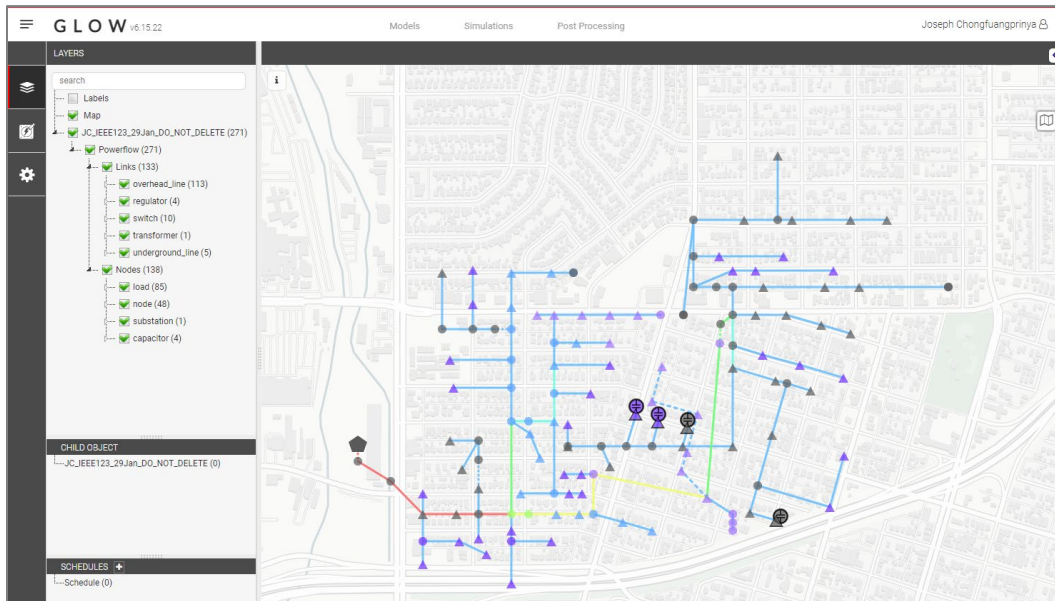 GLOW v6.15.22
Models
Simulations
Post Processing
Joseph Chongfuangprinya
LAYERS
search
Labels
Map
JC_IEEE123_29Jan_DO_NOT_DELETE (271)
Powerflow (271)
Links (133)
overhead_line (113)
regulator (4)
switch (10)
transformer (1)
underground_line (5)
Nodes (138)
load (85)
node (48)
substation (1)
capacitor (4)
CHILD OBJECT
JC_IEEE123_29Jan_DO_NOT_DELETE (0)
SCHEDULES +
Schedule (0)
i